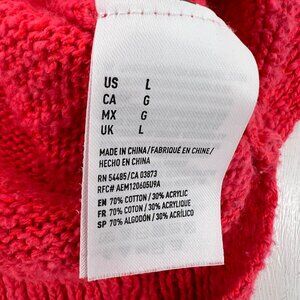 US L
CA G
MX G
UK L
MADE IN CHINA/FABRIQUÉ EN CHINE/
HECHO EN CHINA
RN 54485/CA 03873
RFC# AEM120605U9A
EN 70% COTTON / 30% ACRYLIC
FR 70% COTON / 30% ACRYLIQUE
SP 70% ALGODÓN / 30% ACRÍLICO